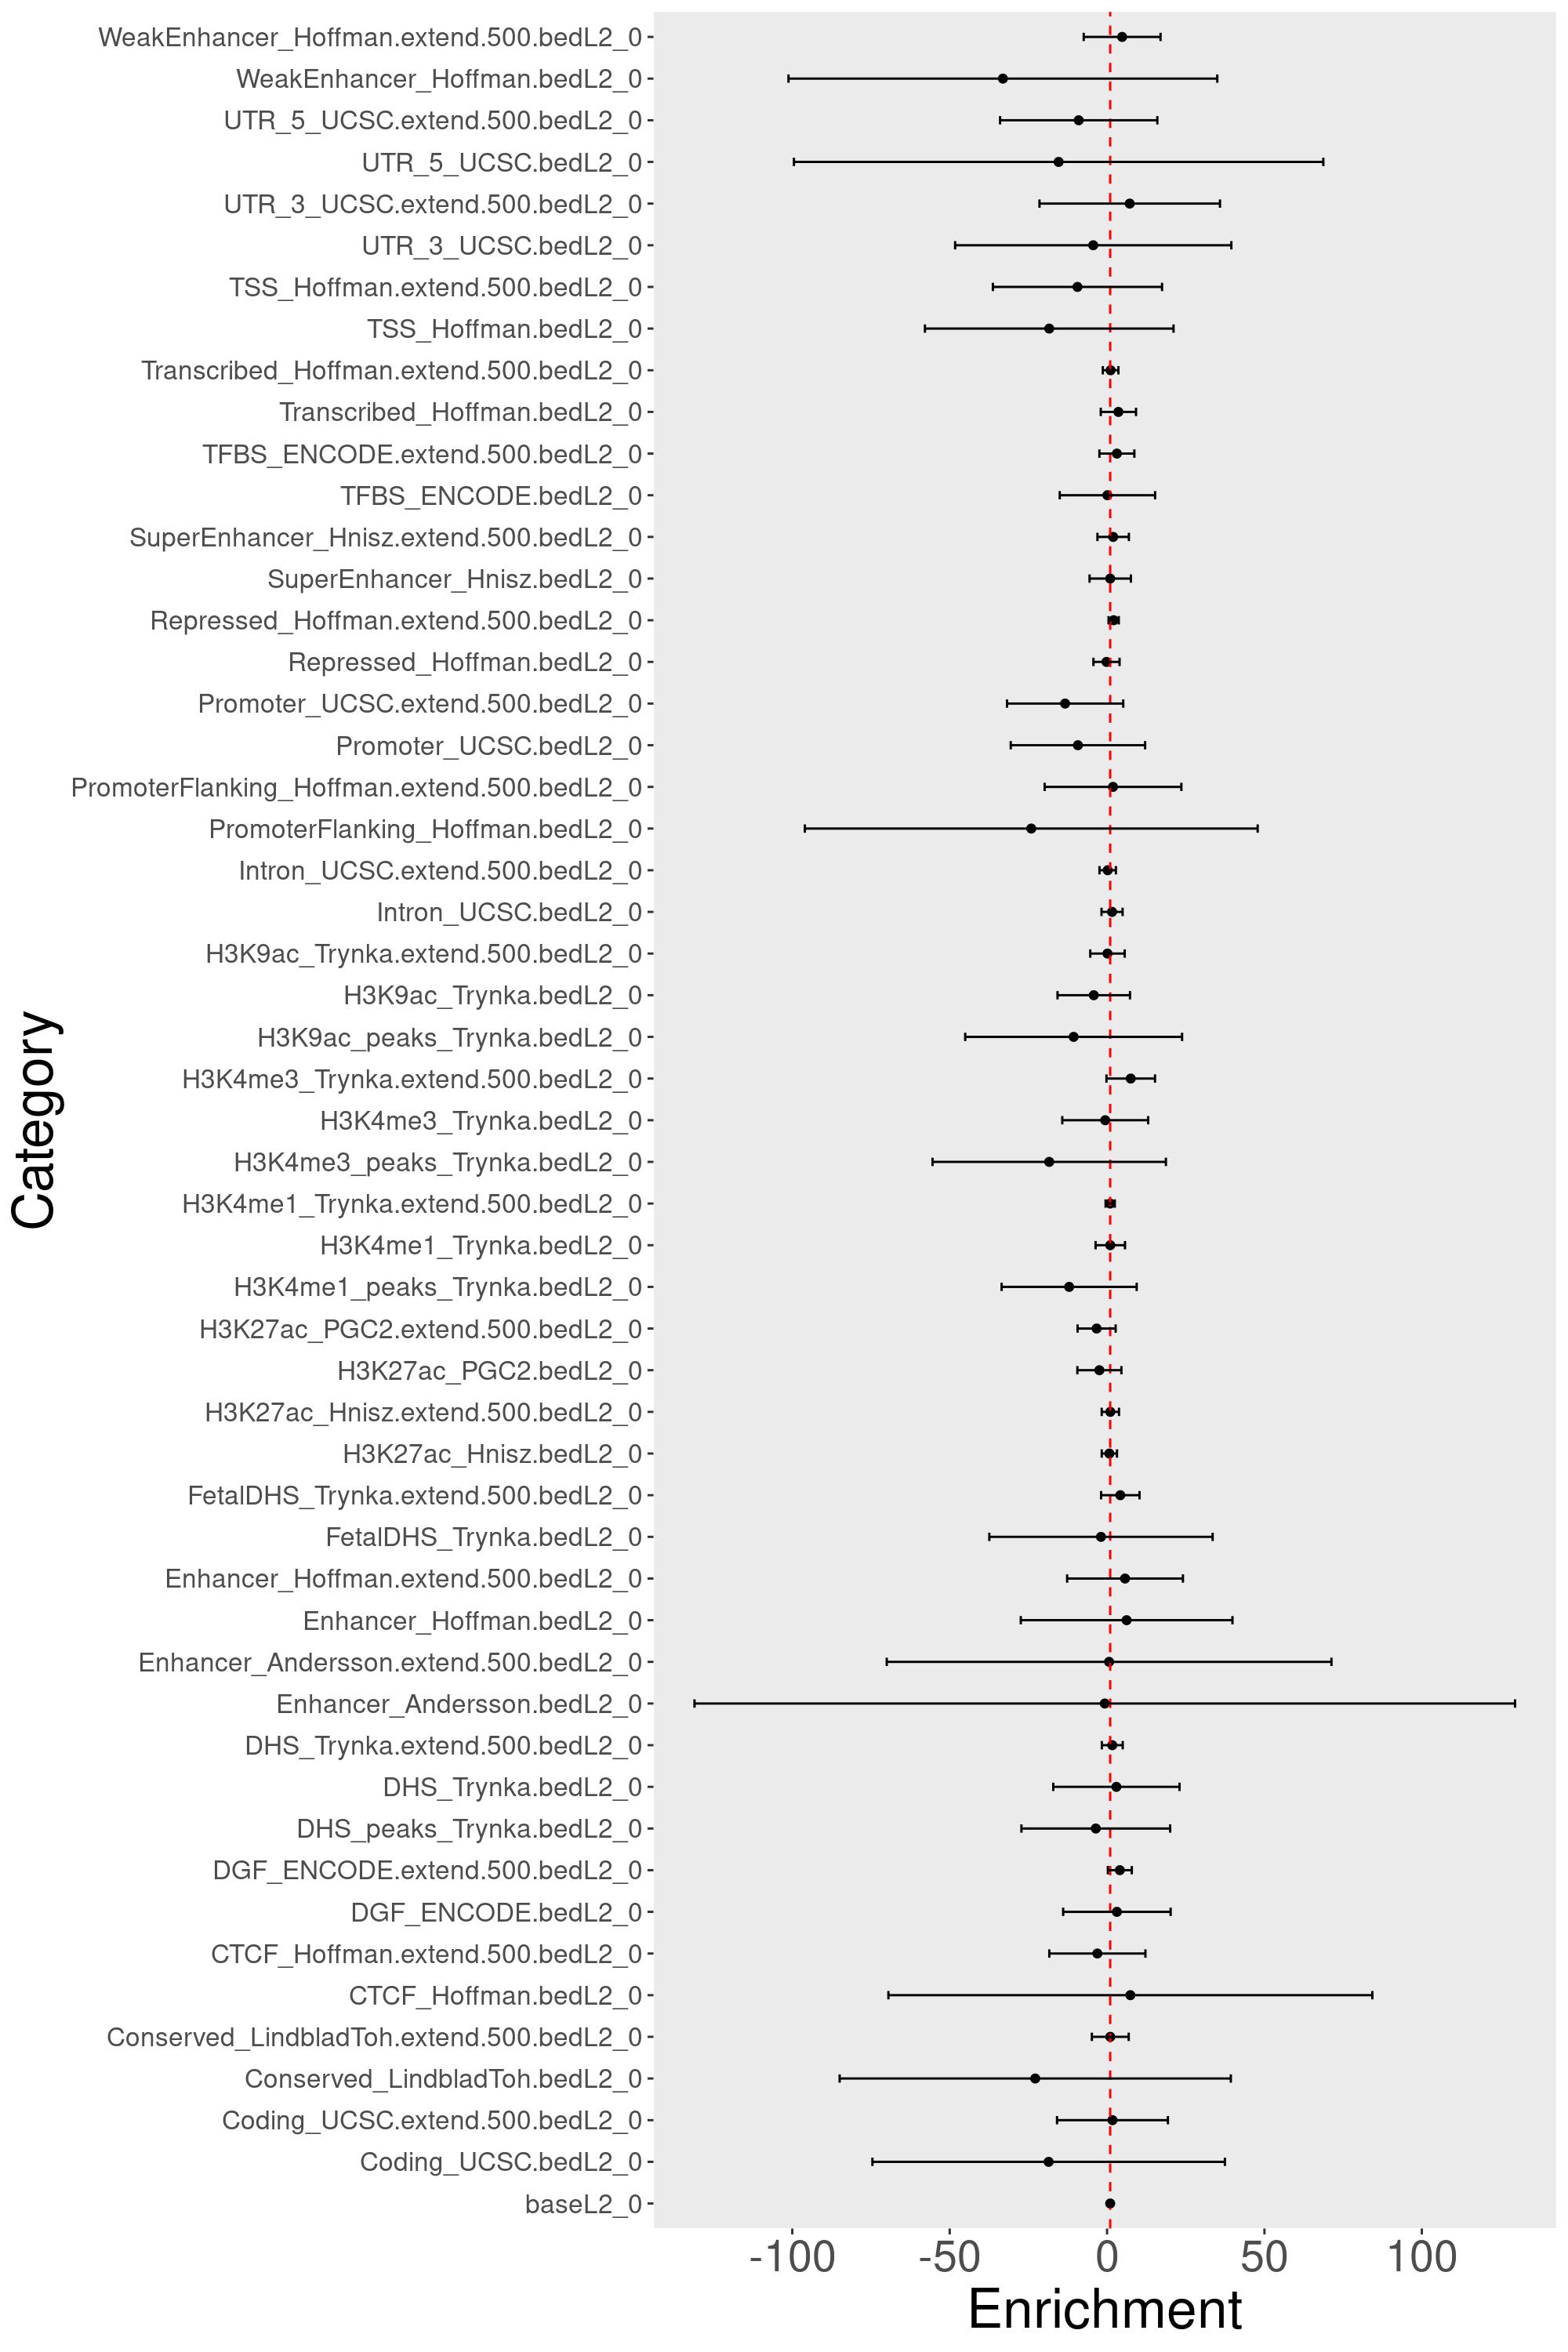 WeakEnhancer_Hoffman.extend.500.bedL2_0
WeakEnhancer_Hoffman.bedL2_0
UTR_5_UCSC.extend.500.bedL2_0
UTR_5_UCSC.bedL2_0
UTR_3_UCSC.extend.500.bedL2_0
UTR_3_UCSC.bedL2_0
TSS_Hoffman.extend.500.bedL2_0
TSS_Hoffman.bedL2_0
Transcribed_Hoffman.extend.500.bedL2_0
Transcribed_Hoffman.bedL2_0
TFBS_ENCODE.extend.500.bedL2_0
TFBS_ENCODE.bedL2_0
SuperEnhancer_Hnisz.extend.500.bedL2_0
SuperEnhancer_Hnisz.bedL2_0
Repressed_Hoffman.extend.500.bedL2_0
Repressed_Hoffman.bedL2_0
Promoter_UCSC.extend.500.bedL2_0
Promoter_UCSC.bedL2_0
PromoterFlanking_Hoffman.extend.500.bedL2_0
PromoterFlanking_Hoffman.bedL2_0
Intron_UCSC.extend.500.bedL2_0
Intron_UCSC.bedL2_0
H3K9ac_Trynka.extend.500.bedL2_0
H3K9ac_Trynka.bedL2_0
H3K9ac_peaks_Trynka.bedL2_0
H3K4me3_Trynka.extend.500.bedL2_0
H3K4me3_Trynka.bedL2_0
H3K4me3_peaks_Trynka.bedL2_0
H3K4me1_Trynka.extend.500.bedL2_0
H3K4me1_Trynka.bedL2_0
H3K4me1_peaks_Trynka.bedL2_0
H3K27ac_PGC2.extend.500.bedL2_0
H3K27ac_PGC2.bedL2_0
H3K27ac_Hnisz.extend.500.bedL2_0
H3K27ac_Hnisz.bedL2_0
FetalDHS_Trynka.extend.500.bedL2_0
FetalDHS_Trynka.bedL2_0
Enhancer_Hoffman.extend.500.bedL2_0
Enhancer_Hoffman.bedL2_0
Enhancer_Andersson.extend.500.bedL2_0
Enhancer_Andersson.bedL2_0
DHS_Trynka.extend.500.bedL2_0
DHS_Trynka.bedL2_0
DHS_peaks_Trynka.bedL2_0
DGF_ENCODE.extend.500.bedL2_0
DGF_ENCODE.bedL2_0
CTCF_Hoffman.extend.500.bedL2_0
CTCF_Hoffman.bedL2_0
Conserved_LindbladToh.extend.500.bedL2_0
Conserved_LindbladToh.bedL2_0
Coding_UCSC.extend.500.bedL2_0
Coding_UCSC.bedL2_0
baseL2_0
Category
-100 -50 0 50 100
Enrichment